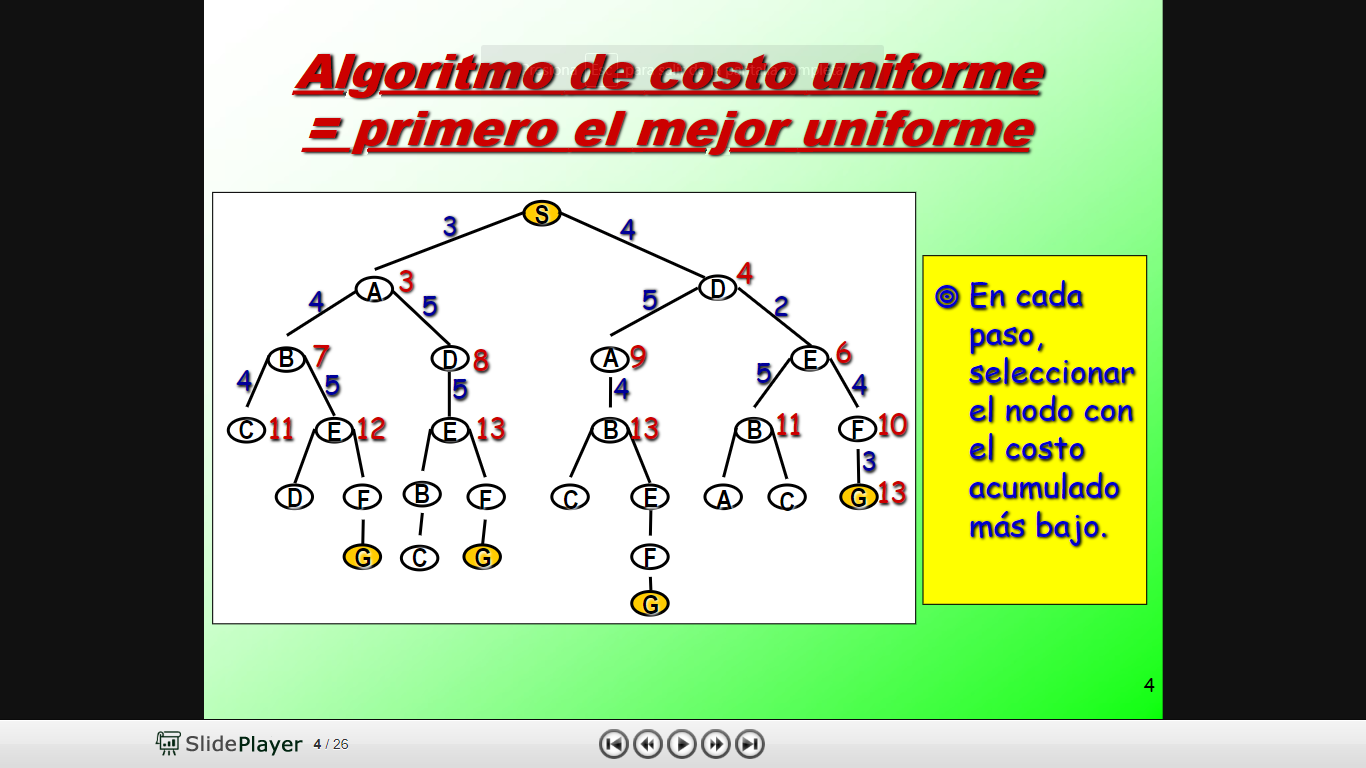 Algoritmo de costo uniforme
= primero el mejor uniforme
S
3 4
A 3 D 4
4 5 5 2
B 7 D 8 A 9 E 6
4 5 5 4 5 4
C 11 E 12 E 13 B 13 B 11 F 10
3
D F B F C E A C G 13
G C G F
G
En cada
paso,
seleccionar
el nodo con
el costo
acumulado
más bajo.
4
SlidePlayer 4 / 26